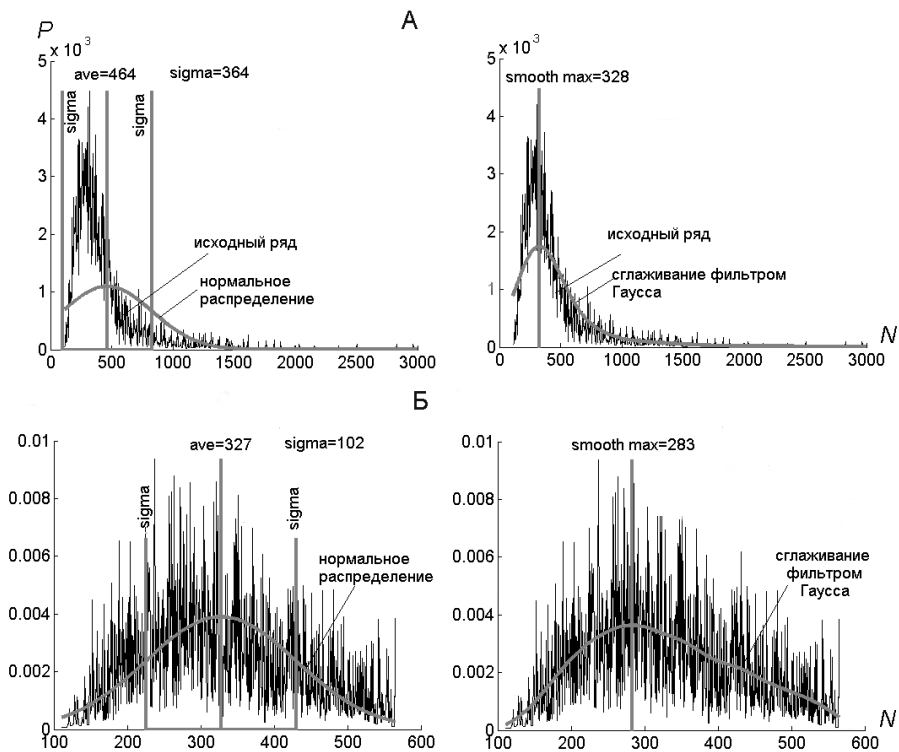 А
P
5 x 10³
ave=464
sigma=364
sigma
sigma
4
3
2
1
0
исходный ряд
нормальное
распределение
0
500
1000
1500
2000
2500
3000
5 x 10³
smooth max=328
4
3
2
1
0
исходный ряд
сглаживание фильтром
Гаусса
0
500
1000
1500
2000
2500
3000
N
Б
0.01
ave=327
sigma=102
sigma
sigma
0.008
0.006
0.004
0.002
0
нормальное
распределение
100
200
300
400
500
600
0.01
smooth max=283
0.008
0.006
0.004
0.002
0
сглаживание
фильтром
Гаусса
100
200
300
400
500
600
N